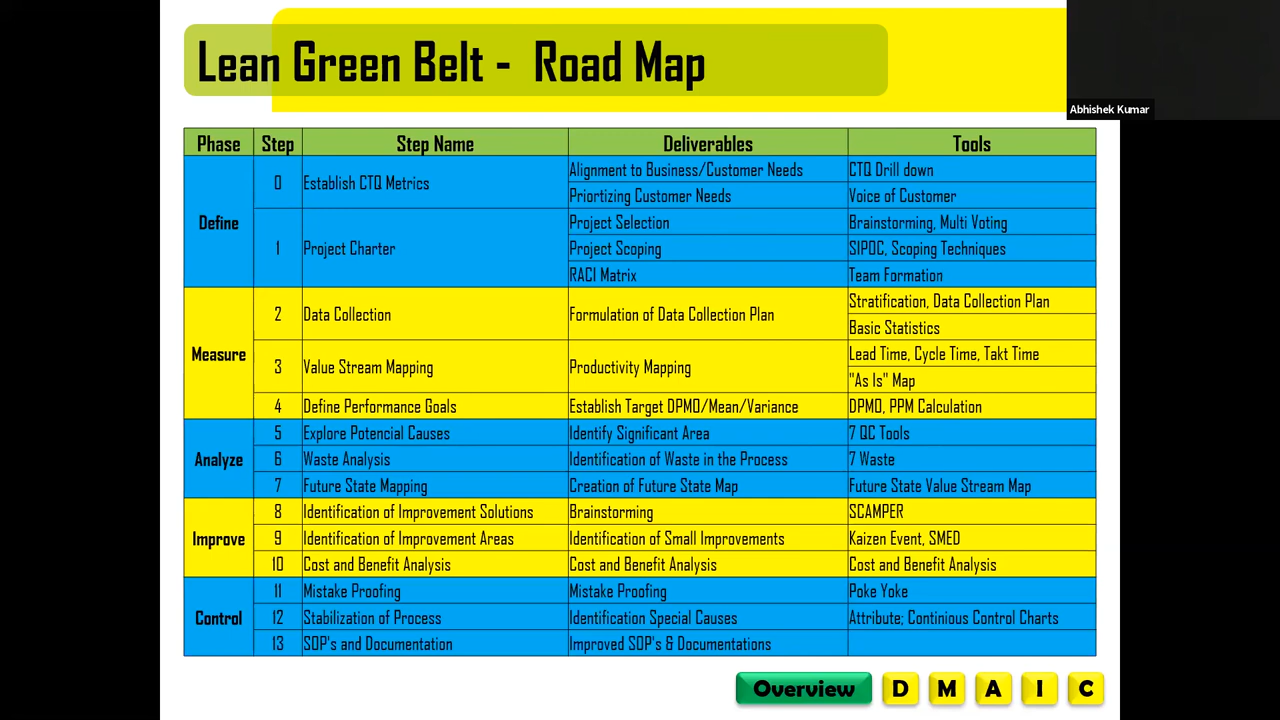 Lean Green Belt - Road Map
Abhishek Kumar
Phase Step Step Name Deliverables Tools
Define 0 Establish CTQ Metrics Alignment to Business/Customer Needs CTQ Drill down
Priortizing Customer Needs Voice of Customer
1 Project Charter Project Selection Brainstorming, Multi Voting
Project Scoping SIPOC, Scoping Techniques
RACI Matrix Team Formation
Measure 2 Data Collection Formulation of Data Collection Plan Stratification, Data Collection Plan
Basic Statistics
3 Value Stream Mapping Productivity Mapping Lead Time, Cycle Time, Takt Time
"As Is" Map
4 Define Performance Goals Establish Target DPMO/Mean/Variance DPMO, PPM Calculation
Analyze 5 Explore Potencial Causes Identify Significant Area 7 QC Tools
6 Waste Analysis Identification of Waste in the Process 7 Waste
7 Future State Mapping Creation of Future State Map Future State Value Stream Map
Improve 8 Identification of Improvement Solutions Brainstorming SCAMPER
9 Identification of Improvement Areas Identification of Small Improvements Kaizen Event, SMED
10 Cost and Benefit Analysis Cost and Benefit Analysis Cost and Benefit Analysis
Control 11 Mistake Proofing Mistake Proofing Poke Yoke
12 Stabilization of Process Identification Special Causes Attribute; Continious Control Charts
13 SOP's and Documentation Improved SOP's & Documentations
Overview D M A I C